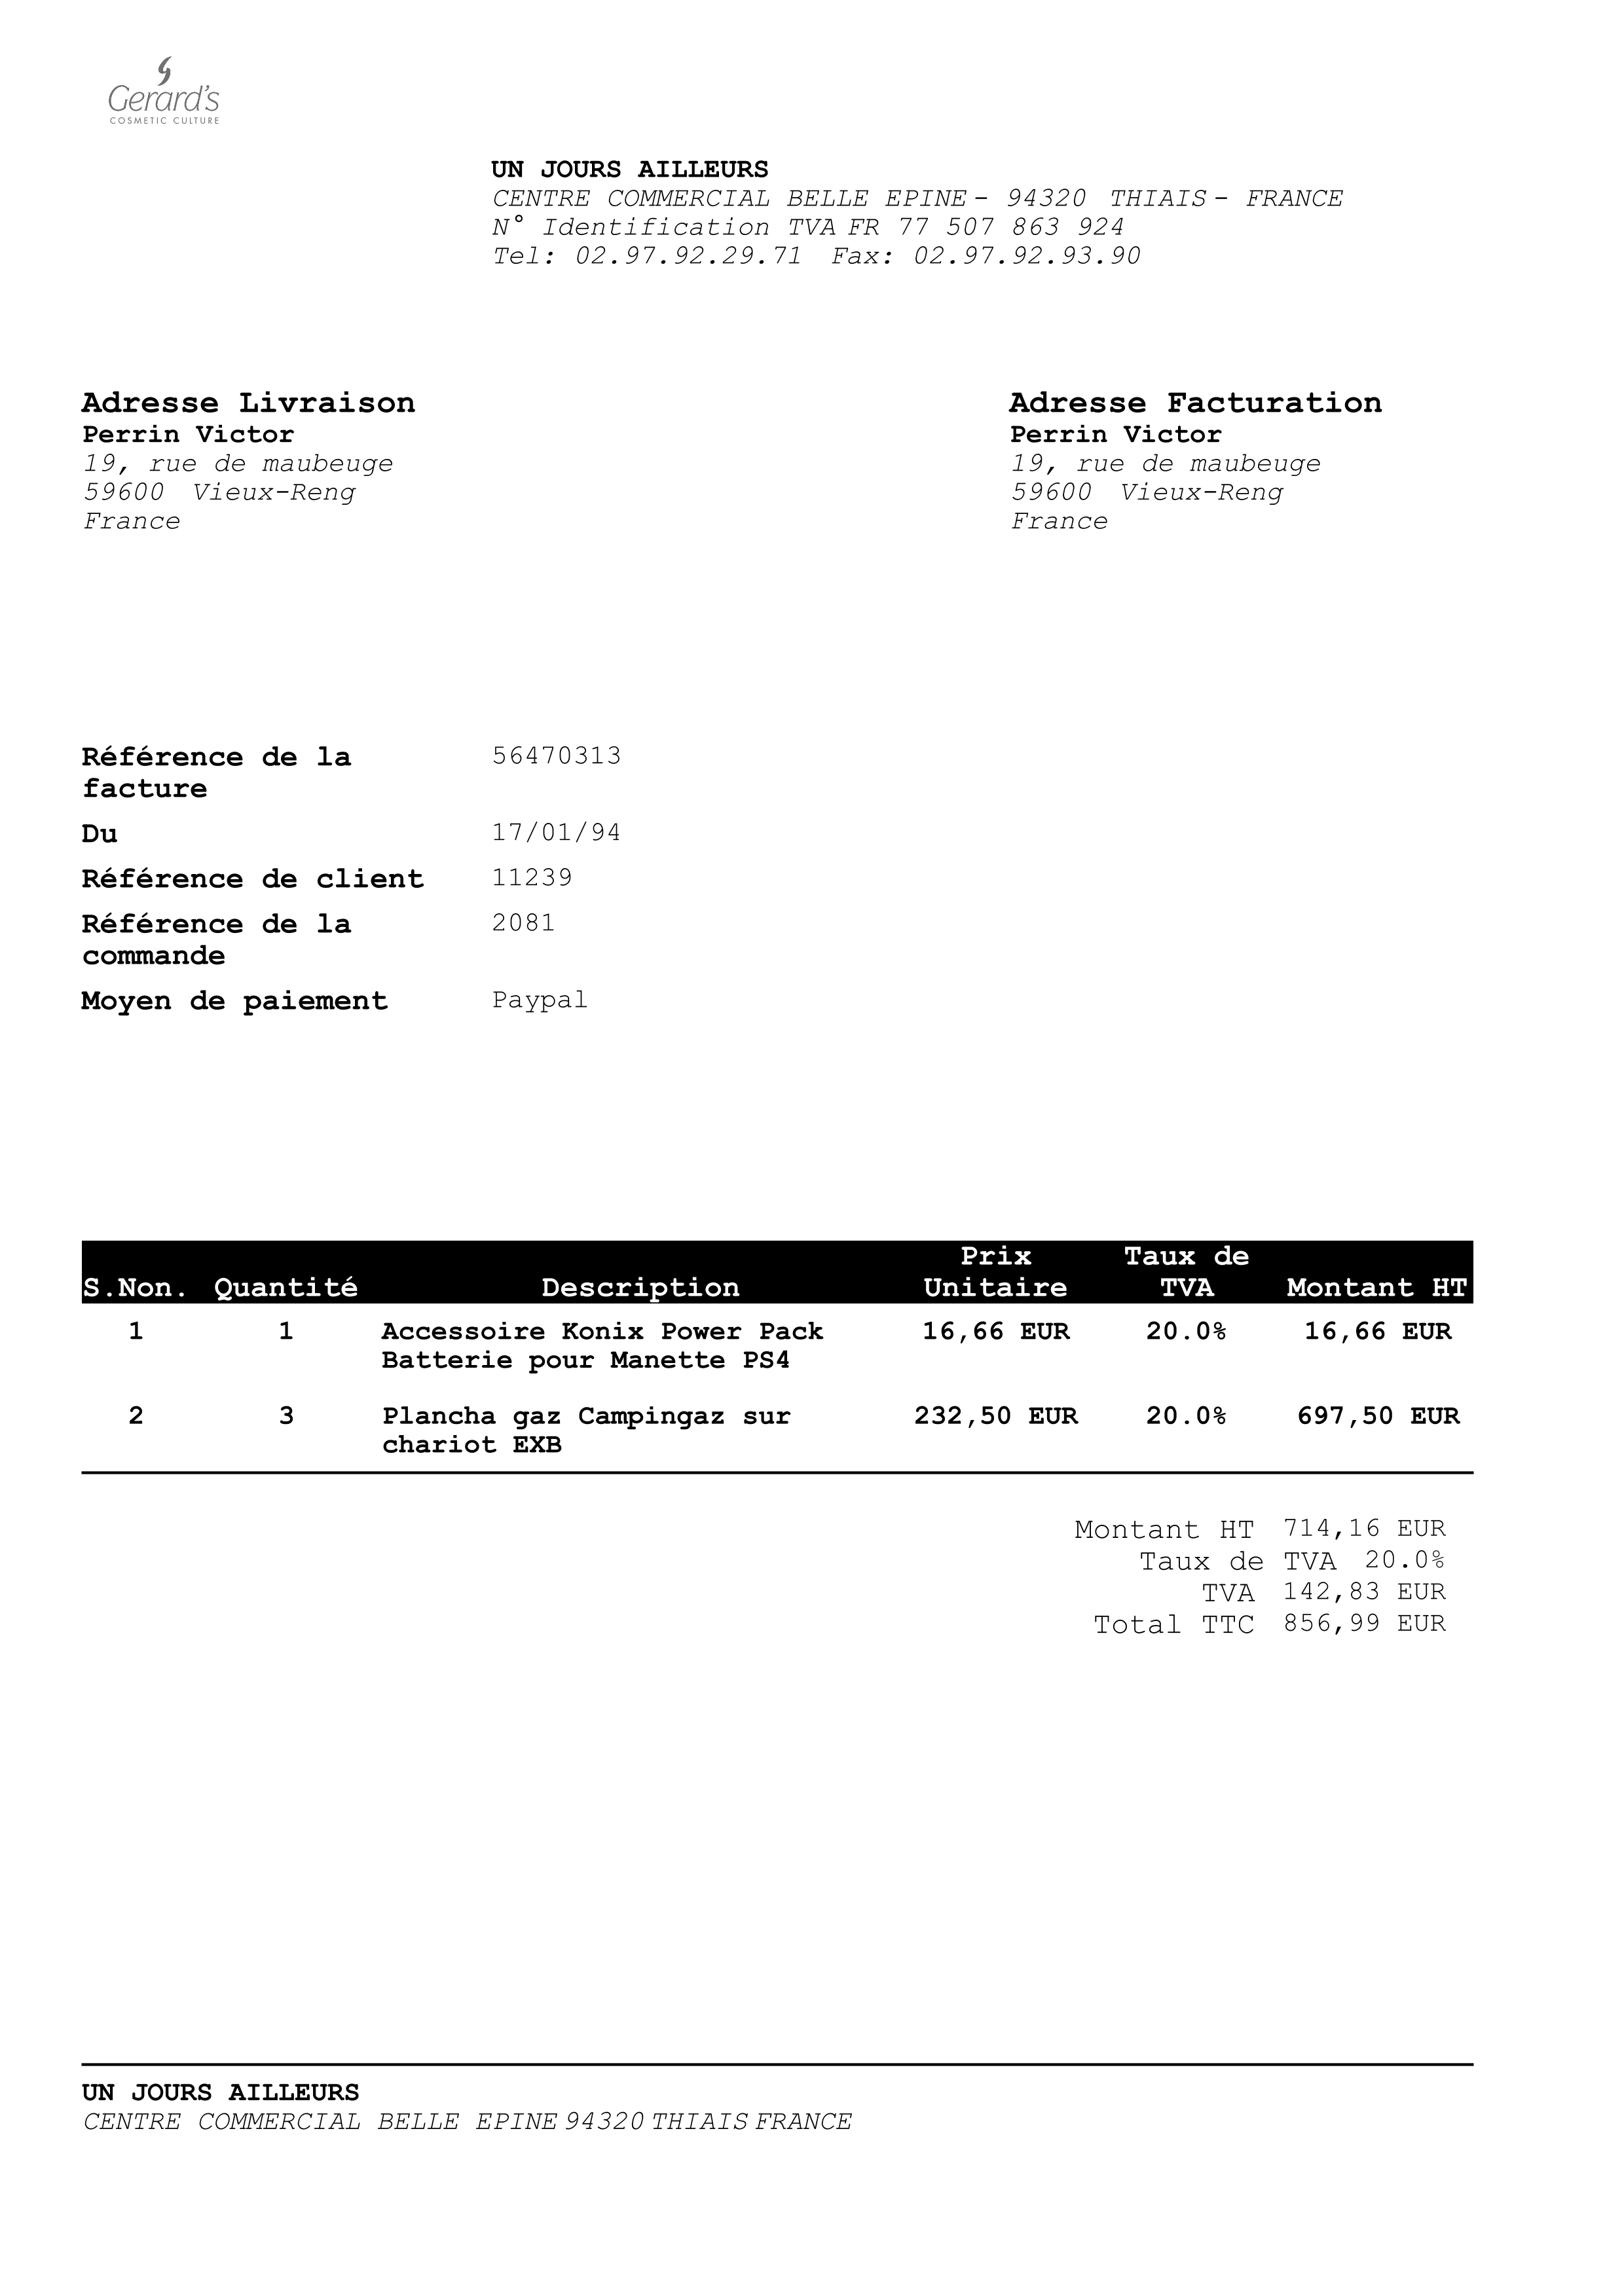 Gerard's
COSMETIC CULTURE
UN JOURS AILLEURS
CENTRE COMMERCIAL BELLE EPINE - 94320 THIAIS - FRANCE
N° Identification TVA FR 77 507 863 924
Tel: 02.97.92.29.71 Fax: 02.97.92.93.90
Adresse Livraison
Perrin Victor
19, rue de maubeuge
59600 Vieux-Reng
France
Adresse Facturation
Perrin Victor
19, rue de maubeuge
59600 Vieux-Reng
France
Référence de la
facture
56470313
Du 17/01/94
Référence de client 11239
Référence de la
commande
2081
Moyen de paiement Paypal
S.Non. Quantité Description Prix Unitaire Taux de TVA Montant HT
1 1 Accessoire Konix Power Pack 16,66 EUR 20.0% 16,66 EUR
Batterie pour Manette PS4
2 3 Plancha gaz Campingaz sur 232,50 EUR 20.0% 697,50 EUR
chariot EXB
Montant HT 714,16 EUR
Taux de TVA 20.0%
TVA 142,83 EUR
Total TTC 856,99 EUR
UN JOURS AILLEURS
CENTRE COMMERCIAL BELLE EPINE 94320 THIAIS FRANCE